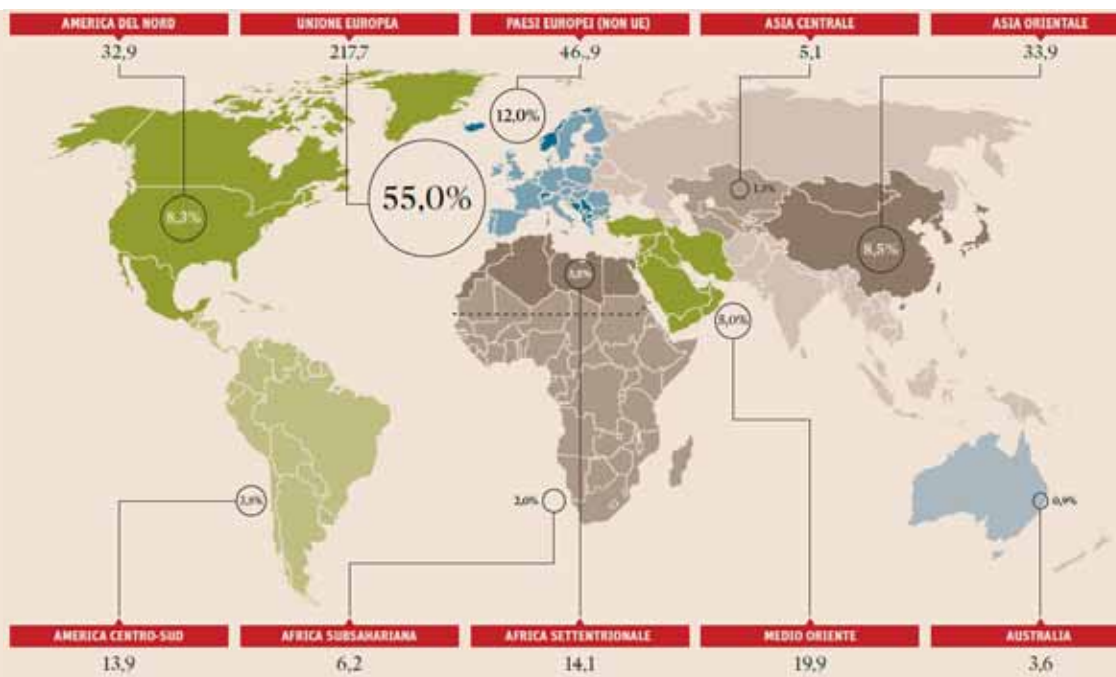 AMERICA DEL NORD
32,9
UNIONE EUROPEA
217,7
PAESI EUROPEI (NON UE)
46,,9
ASIA CENTRALE
5,1
ASIA ORIENTALE
33,9
12,0%
55,0%
8,3%
8,5%
5,0%
2,0%
0,9%
AMERICA CENTRO-SUD
13,9
AFRICA SUBSAHARIANA
6,2
AFRICA SETTENTRIONALE
14,1
MEDIO ORIENTE
19,9
AUSTRALIA
3,6